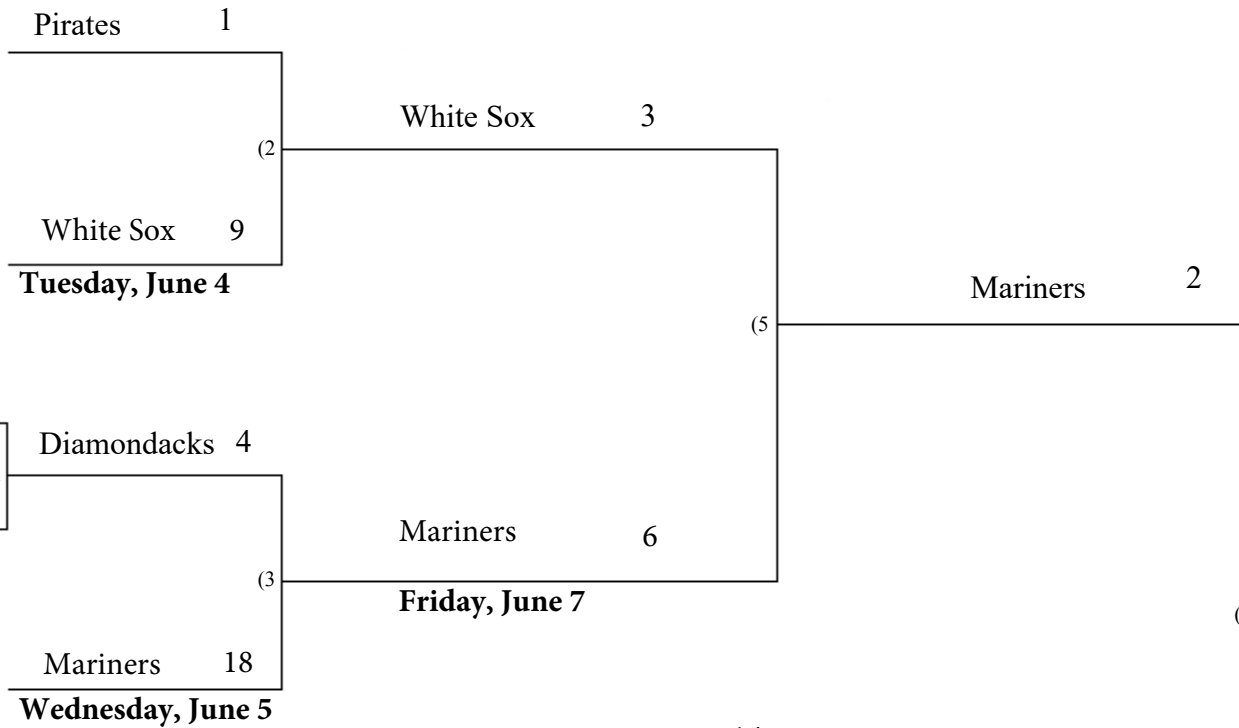 Pirates 1
White Sox 3
(2
White Sox 9
Tuesday, June 4
Mariners 2
(5
Diamondacks 4
Mariners 6
(3
Friday, June 7
(
Mariners 18
Wednesday, June 5